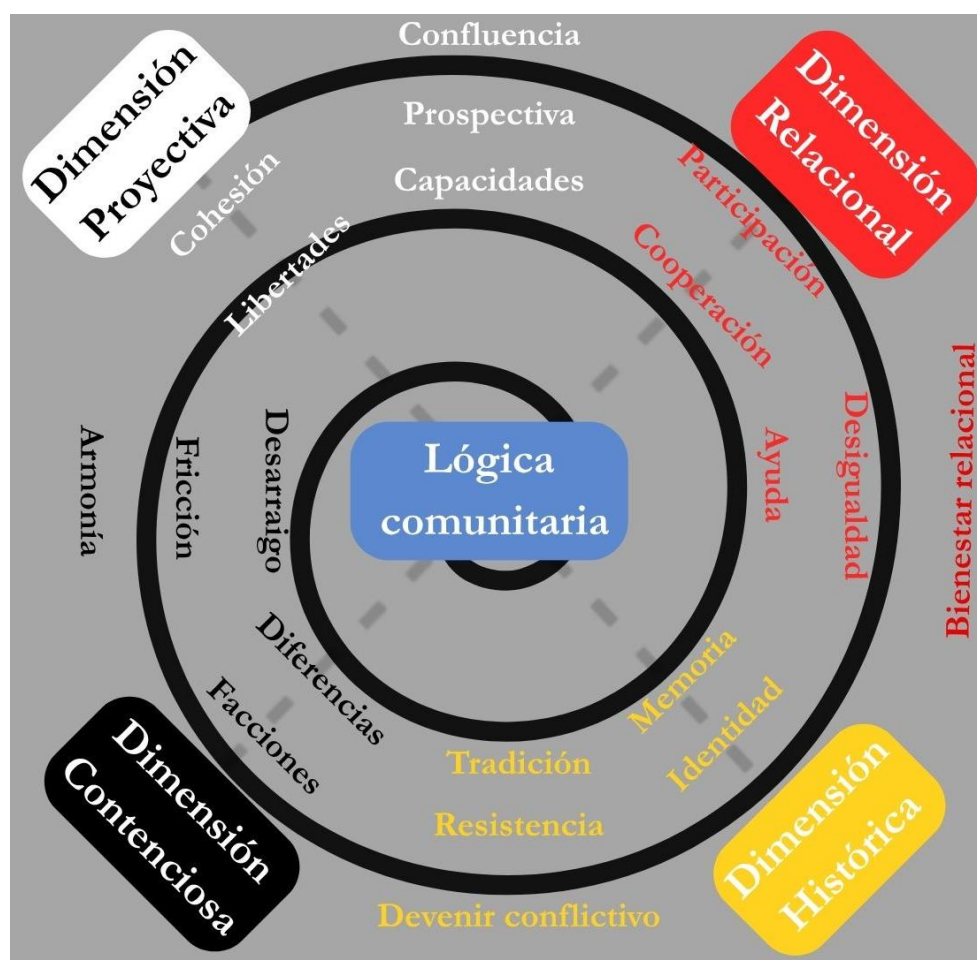 Confluencia
Dimensión
Proyectiva
Dimensión
Relacional
Prospectiva
Capacidades
Cohesión
Libertades
Participación
Cooperación
Armonía
Fricción
Desarraigo
Lógica
comunitaria
Ayuda
Desigualdad
Bienestar relacional
Diferencias
Facciones
Memoria
Identidad
Tradición
Resistencia
Devenir conflictivo
Dimensión
Contenciosa
Dimensión
Histórica